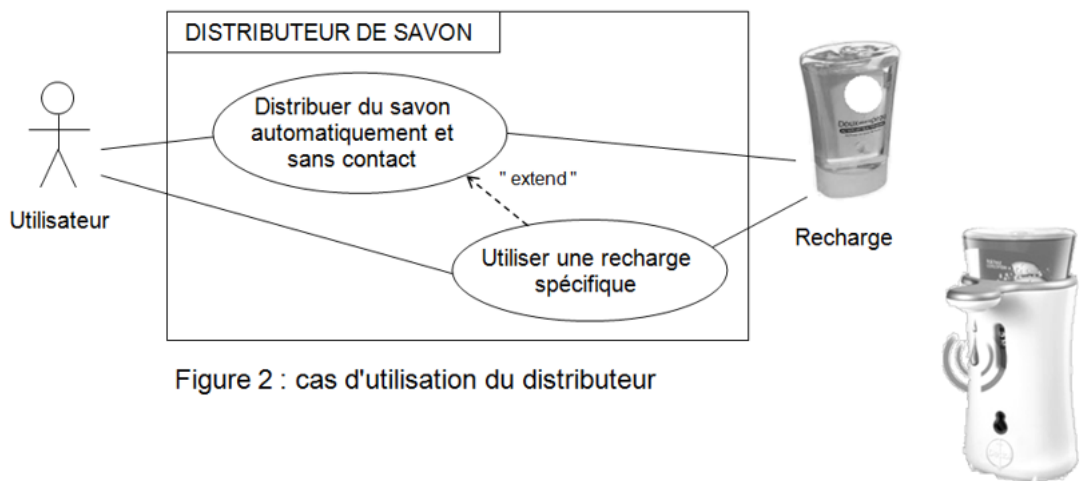 DISTRIBUTEUR DE SAVON
Distribuer du savon
automatiquement et
sans contact
" extend "
Utilisateur
Utiliser une recharge
spécifique
Recharge
Figure 2 : cas d'utilisation du distributeur